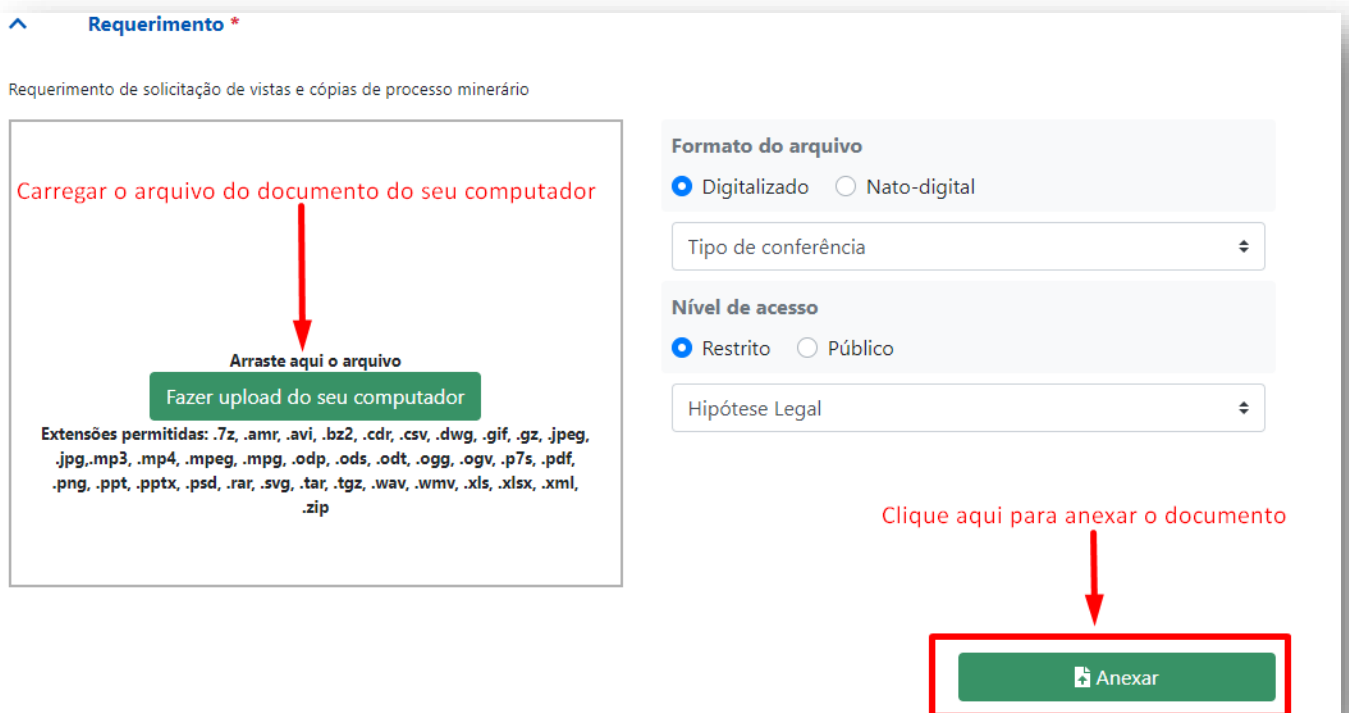 Requerimento *
Requerimento de solicitação de vistas e cópias de processo minerário
Carregar o arquivo do documento do seu computador
Arraste aqui o arquivo
Fazer upload do seu computador
Extensões permitidas: .7z, .amr, .avi, .bz2, .cdr, .csv, .dwg, .gif, .gz, .jpeg,
.jpg,.mp3, .mp4, .mpeg, .mpg, .odp, .ods, .odt, .ogg, .ogv, .p7s, .pdf,
.png, .ppt, .pptx, .psd, .rar, .svg, .tar, .tgz, .wav, .wmv, .xls, .xlsx, .xml,
.zip
Formato do arquivo
Digitalizado Nato-digital
Tipo de conferência
Nível de acesso
Restrito Público
Hipótese Legal
Clique aqui para anexar o documento
Anexar